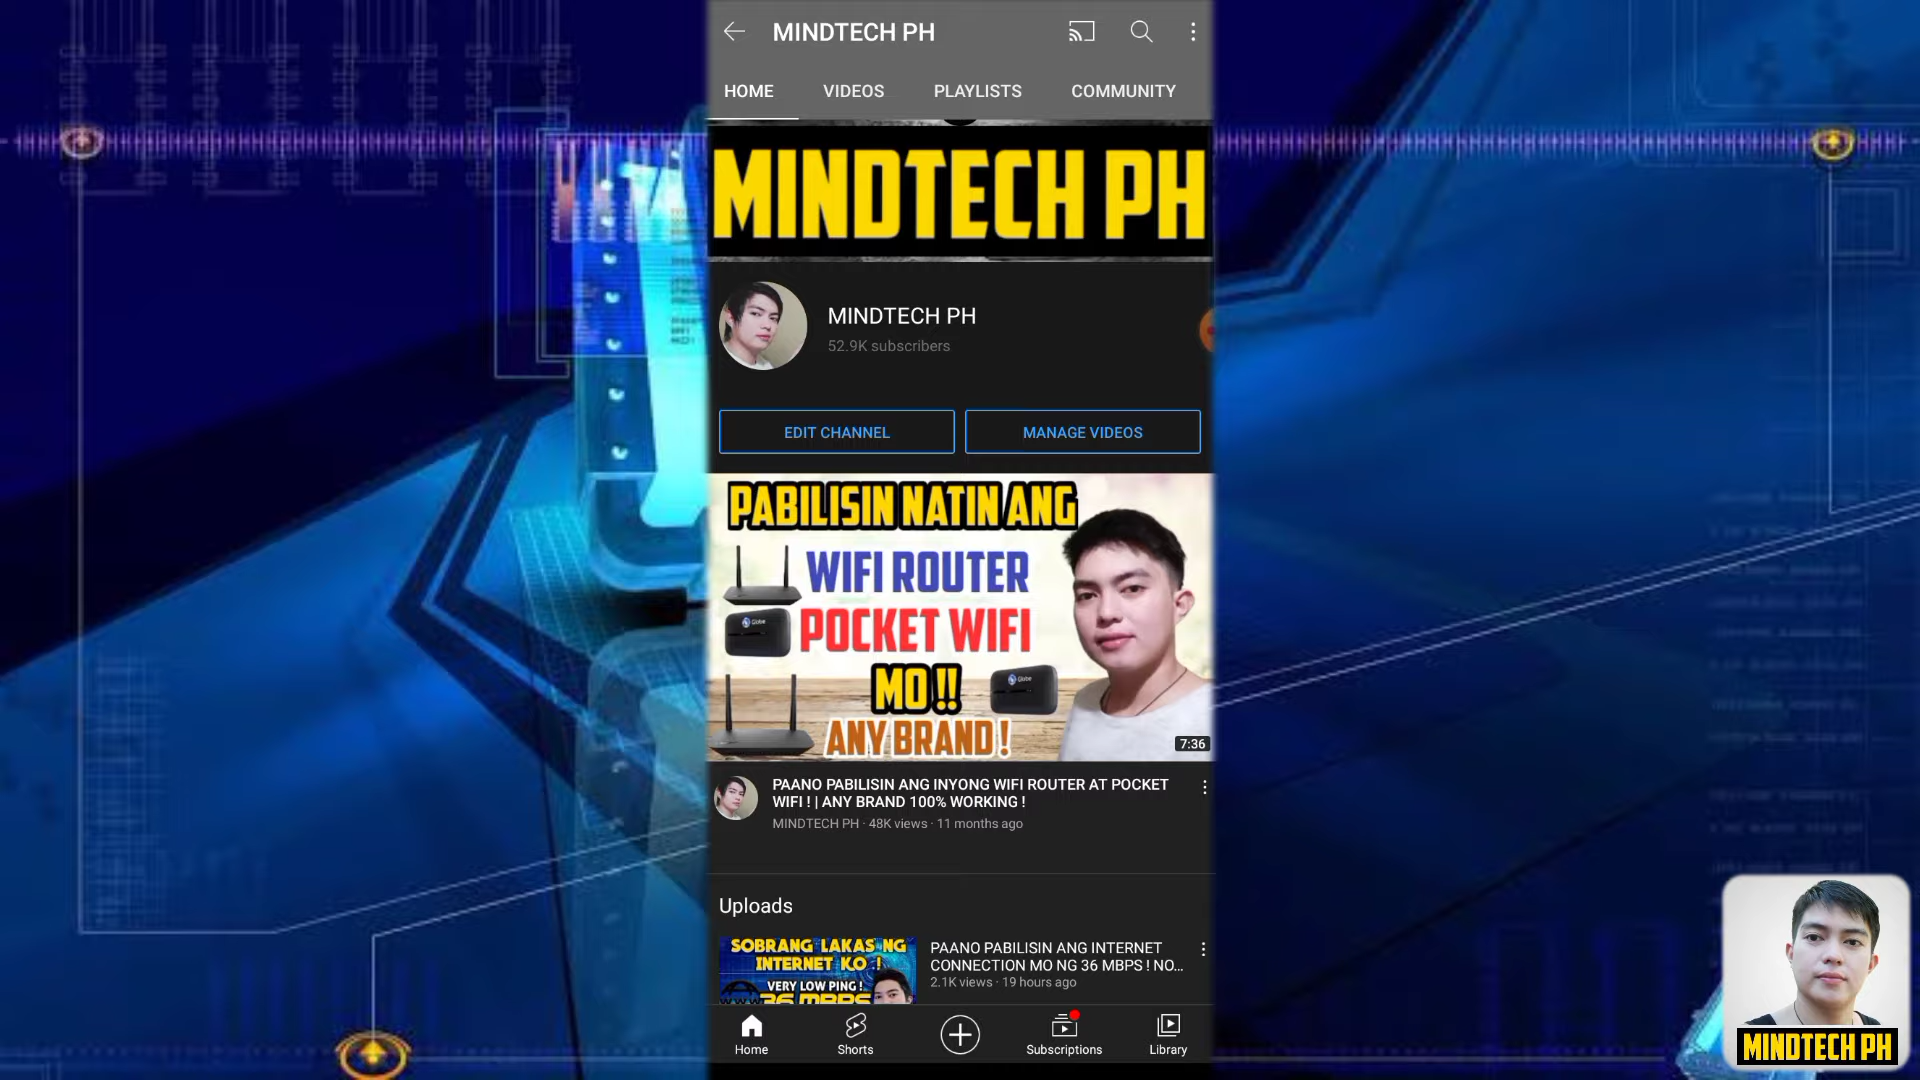 MINDTECH PH
HOME
VIDEOS
PLAYLISTS
COMMUNITY
MINDTECH PH
MINDTECH PH
52.9K subscribers
EDIT CHANNEL
MANAGE VIDEOS
PABILISIN NATIN ANG
WIFI ROUTER
Globe
POCKET WIFI
MO !!
Globe
ANY BRAND !
7:36
PAANO PABILISIN ANG INYONG WIFI ROUTER AT POCKET
WIFI ! | ANY BRAND 100% WORKING !
MINDTECH PH · 48K views · 11 months ago
Uploads
SOBRANG LAKAS NG
INTERNET KO !
VERY LOW PING !
36 MBPS
PAANO PABILISIN ANG INTERNET
CONNECTION MO NG 36 MBPS ! NO...
2.1K views · 19 hours ago
Home
Shorts
Subscriptions
Library
MINDTECH PH